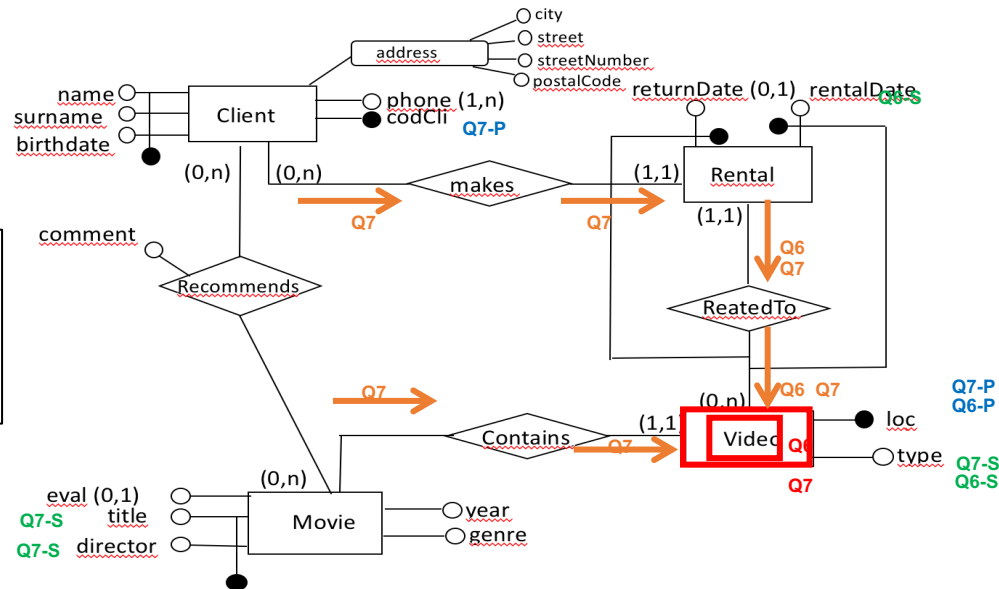 city
street
streetNumber
postalCode
address
name
surname
birthdate
Client
phone (1,n)
codCli
Q7-P
returnDate (0,1) rentalDate
Q6-S
(0,n)
(0,n)
makes
(1,1)
Rental
Q7
Q7
(1,1)
comment
Recommends
Q6
Q7
ReatedTo
Q7
Q6 Q7
(0,n)
Q7-P
Q6-P
Contains
Q7
(1,1)
Video
Q6
loc
type
Q7-S
Q6-S
Q7
(0,n)
eval (0,1)
title
Q7-S
director
Q7-S
Movie
year
genre